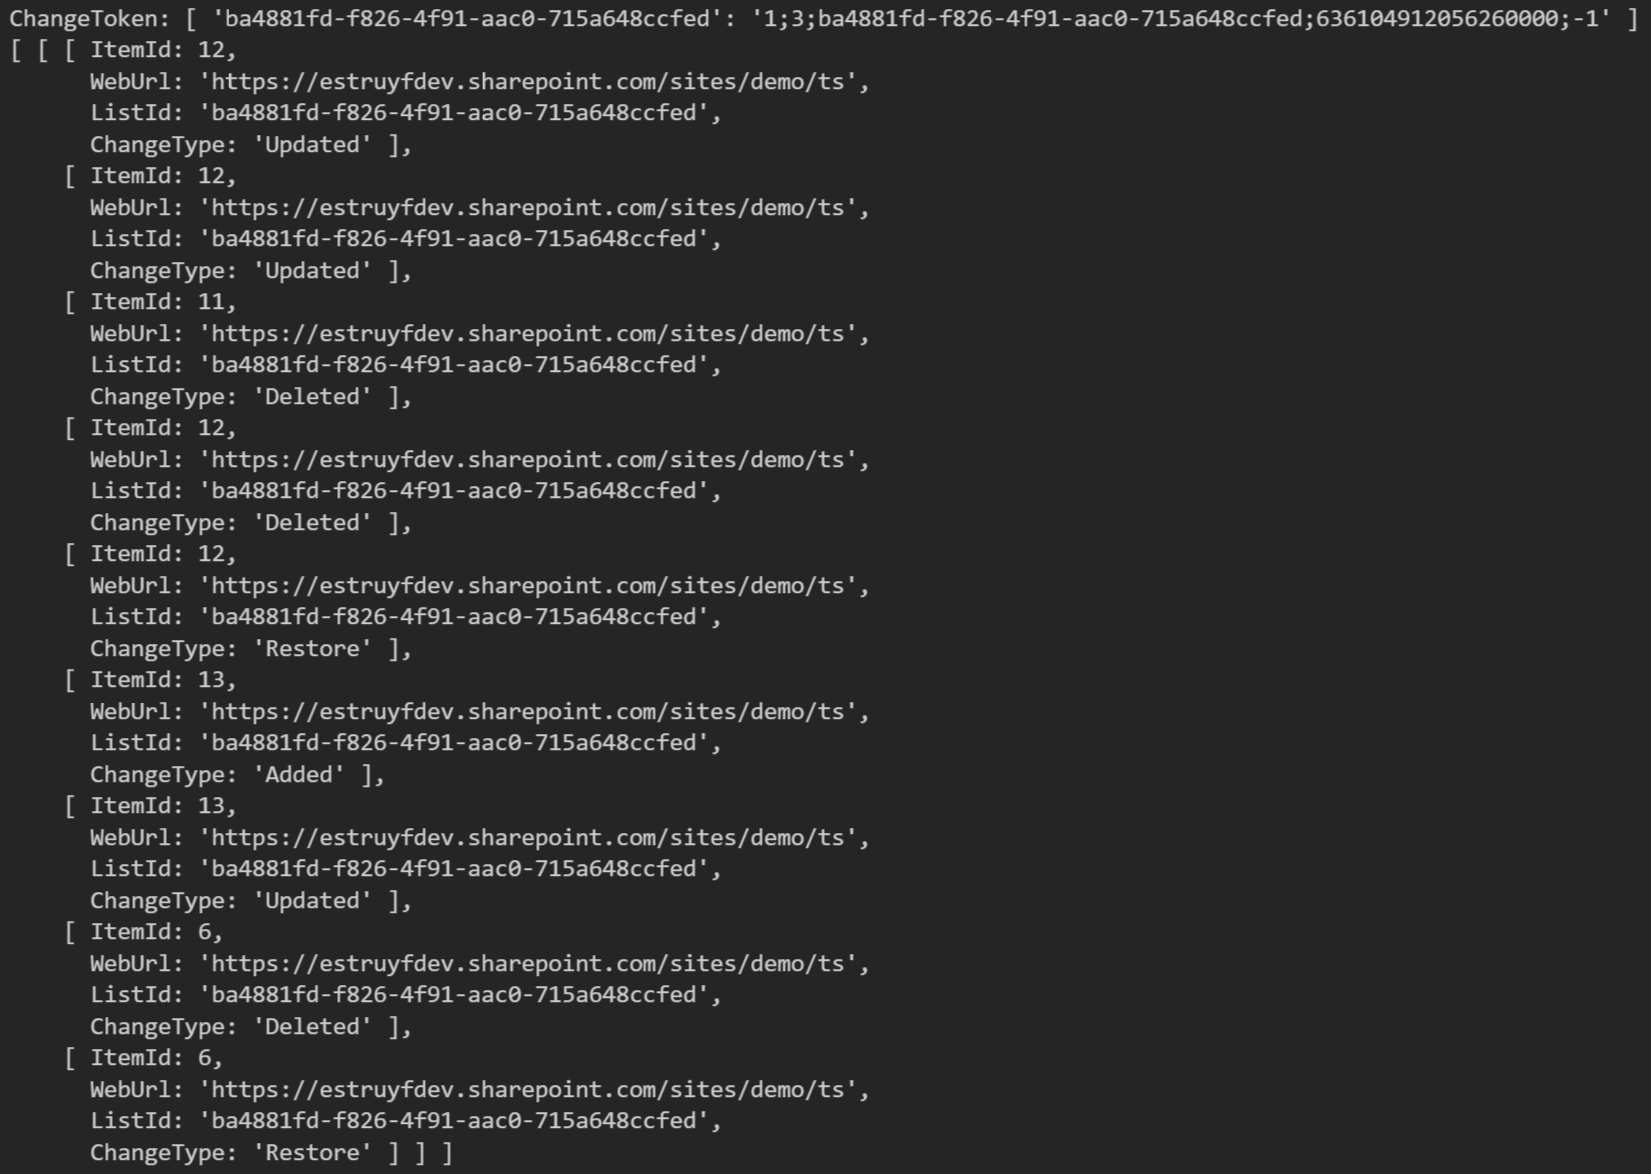 ChangeToken: [ 'ba4881fd-f826-4f91-aac0-715a648ccfed': '1;3;ba4881fd-f826-4f91-aac0-715a648ccfed;636104912056260000;-1' ]
[ [ [ ItemId: 12,
WebUrl: 'https://estruyfdev.sharepoint.com/sites/demo/ts',
ListId: 'ba4881fd-f826-4f91-aac0-715a648ccfed',
ChangeType: 'Updated' ],
[ ItemId: 12,
WebUrl: 'https://estruyfdev.sharepoint.com/sites/demo/ts',
ListId: 'ba4881fd-f826-4f91-aac0-715a648ccfed',
ChangeType: 'Updated' ],
[ ItemId: 11,
WebUrl: 'https://estruyfdev.sharepoint.com/sites/demo/ts',
ListId: 'ba4881fd-f826-4f91-aac0-715a648ccfed',
ChangeType: 'Deleted' ],
[ ItemId: 12,
WebUrl: 'https://estruyfdev.sharepoint.com/sites/demo/ts',
ListId: 'ba4881fd-f826-4f91-aac0-715a648ccfed',
ChangeType: 'Deleted' ],
[ ItemId: 12,
WebUrl: 'https://estruyfdev.sharepoint.com/sites/demo/ts',
ListId: 'ba4881fd-f826-4f91-aac0-715a648ccfed',
ChangeType: 'Restore' ],
[ ItemId: 13,
WebUrl: 'https://estruyfdev.sharepoint.com/sites/demo/ts',
ListId: 'ba4881fd-f826-4f91-aac0-715a648ccfed',
ChangeType: 'Added' ],
[ ItemId: 13,
WebUrl: 'https://estruyfdev.sharepoint.com/sites/demo/ts',
ListId: 'ba4881fd-f826-4f91-aac0-715a648ccfed',
ChangeType: 'Updated' ],
[ ItemId: 6,
WebUrl: 'https://estruyfdev.sharepoint.com/sites/demo/ts',
ListId: 'ba4881fd-f826-4f91-aac0-715a648ccfed',
ChangeType: 'Deleted' ],
[ ItemId: 6,
WebUrl: 'https://estruyfdev.sharepoint.com/sites/demo/ts',
ListId: 'ba4881fd-f826-4f91-aac0-715a648ccfed',
ChangeType: 'Restore' ] ] ]